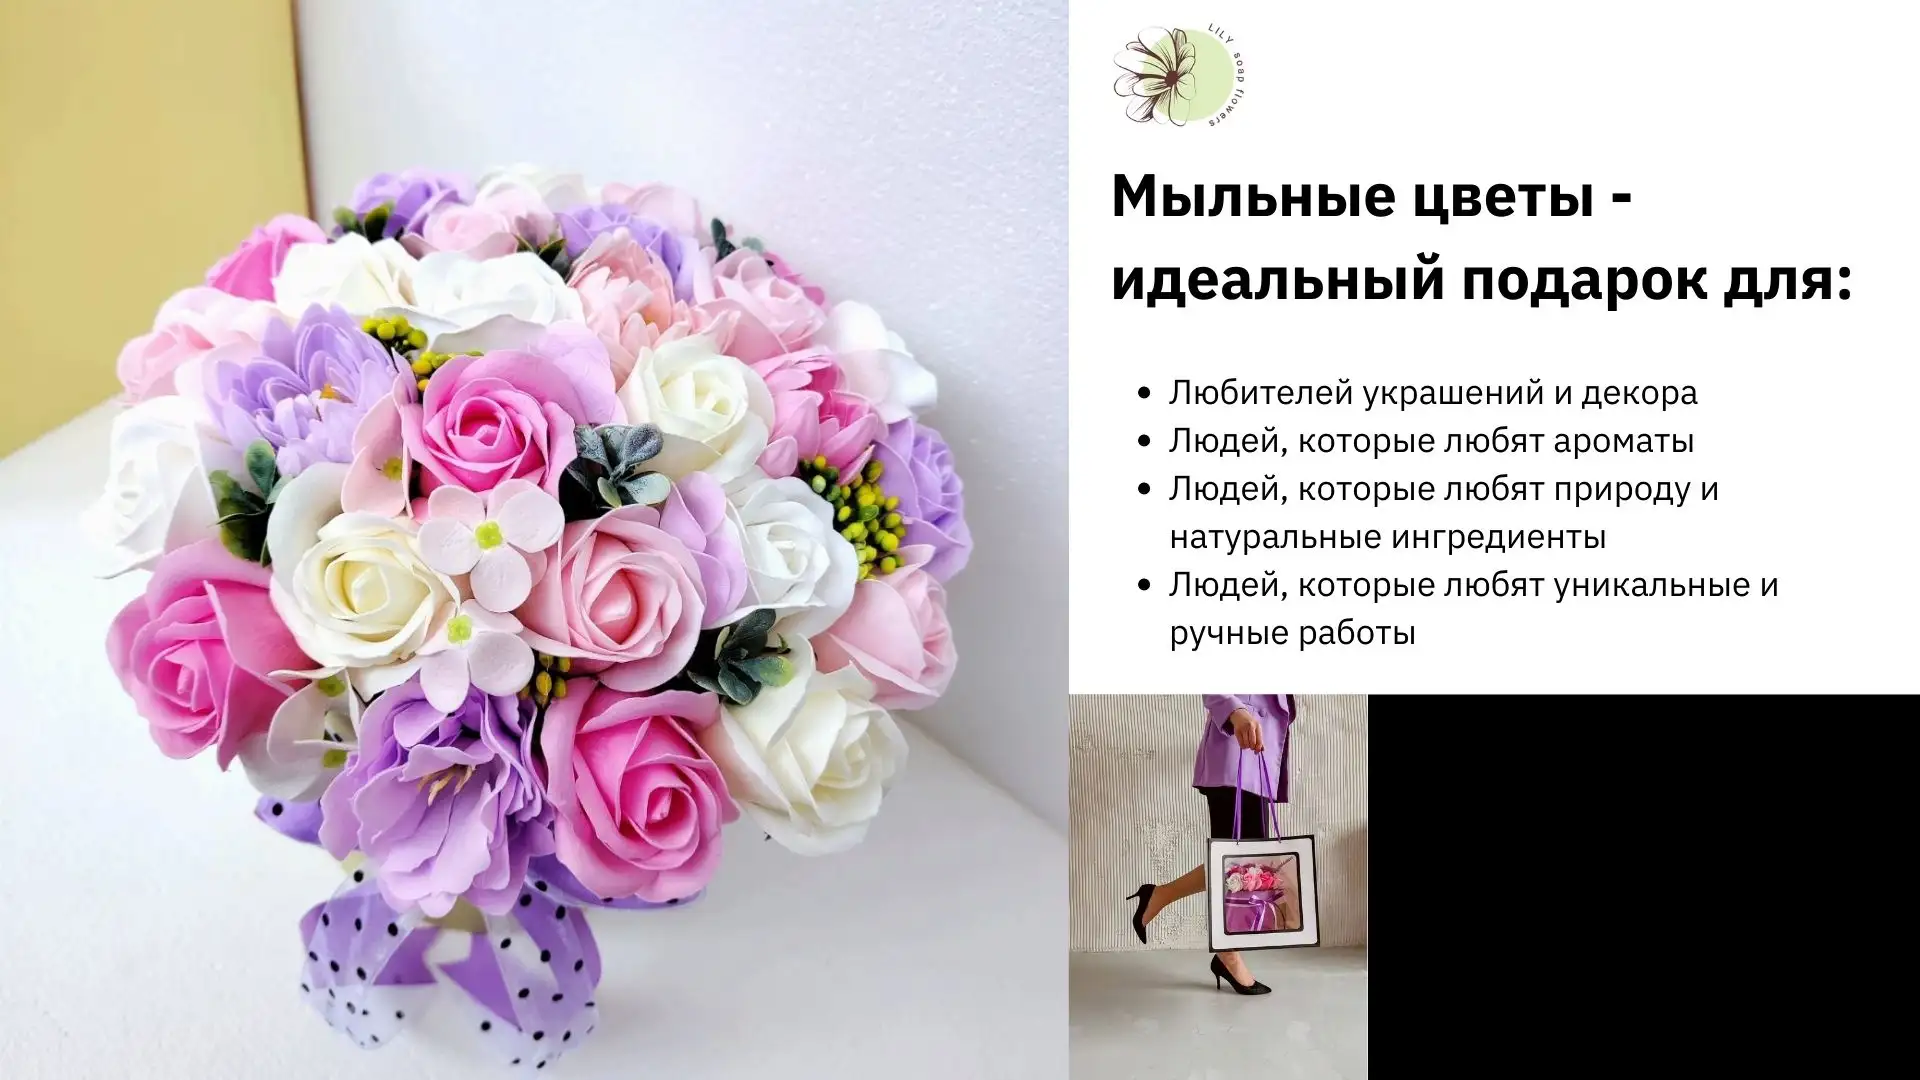 LILY soap flowers
Мыльные цветы -
идеальный подарок для:
• Любителей украшений и декора
• Людей, которые любят ароматы
• Людей, которые любят природу и
натуральные ингредиенты
• Людей, которые любят уникальные и
ручные работы